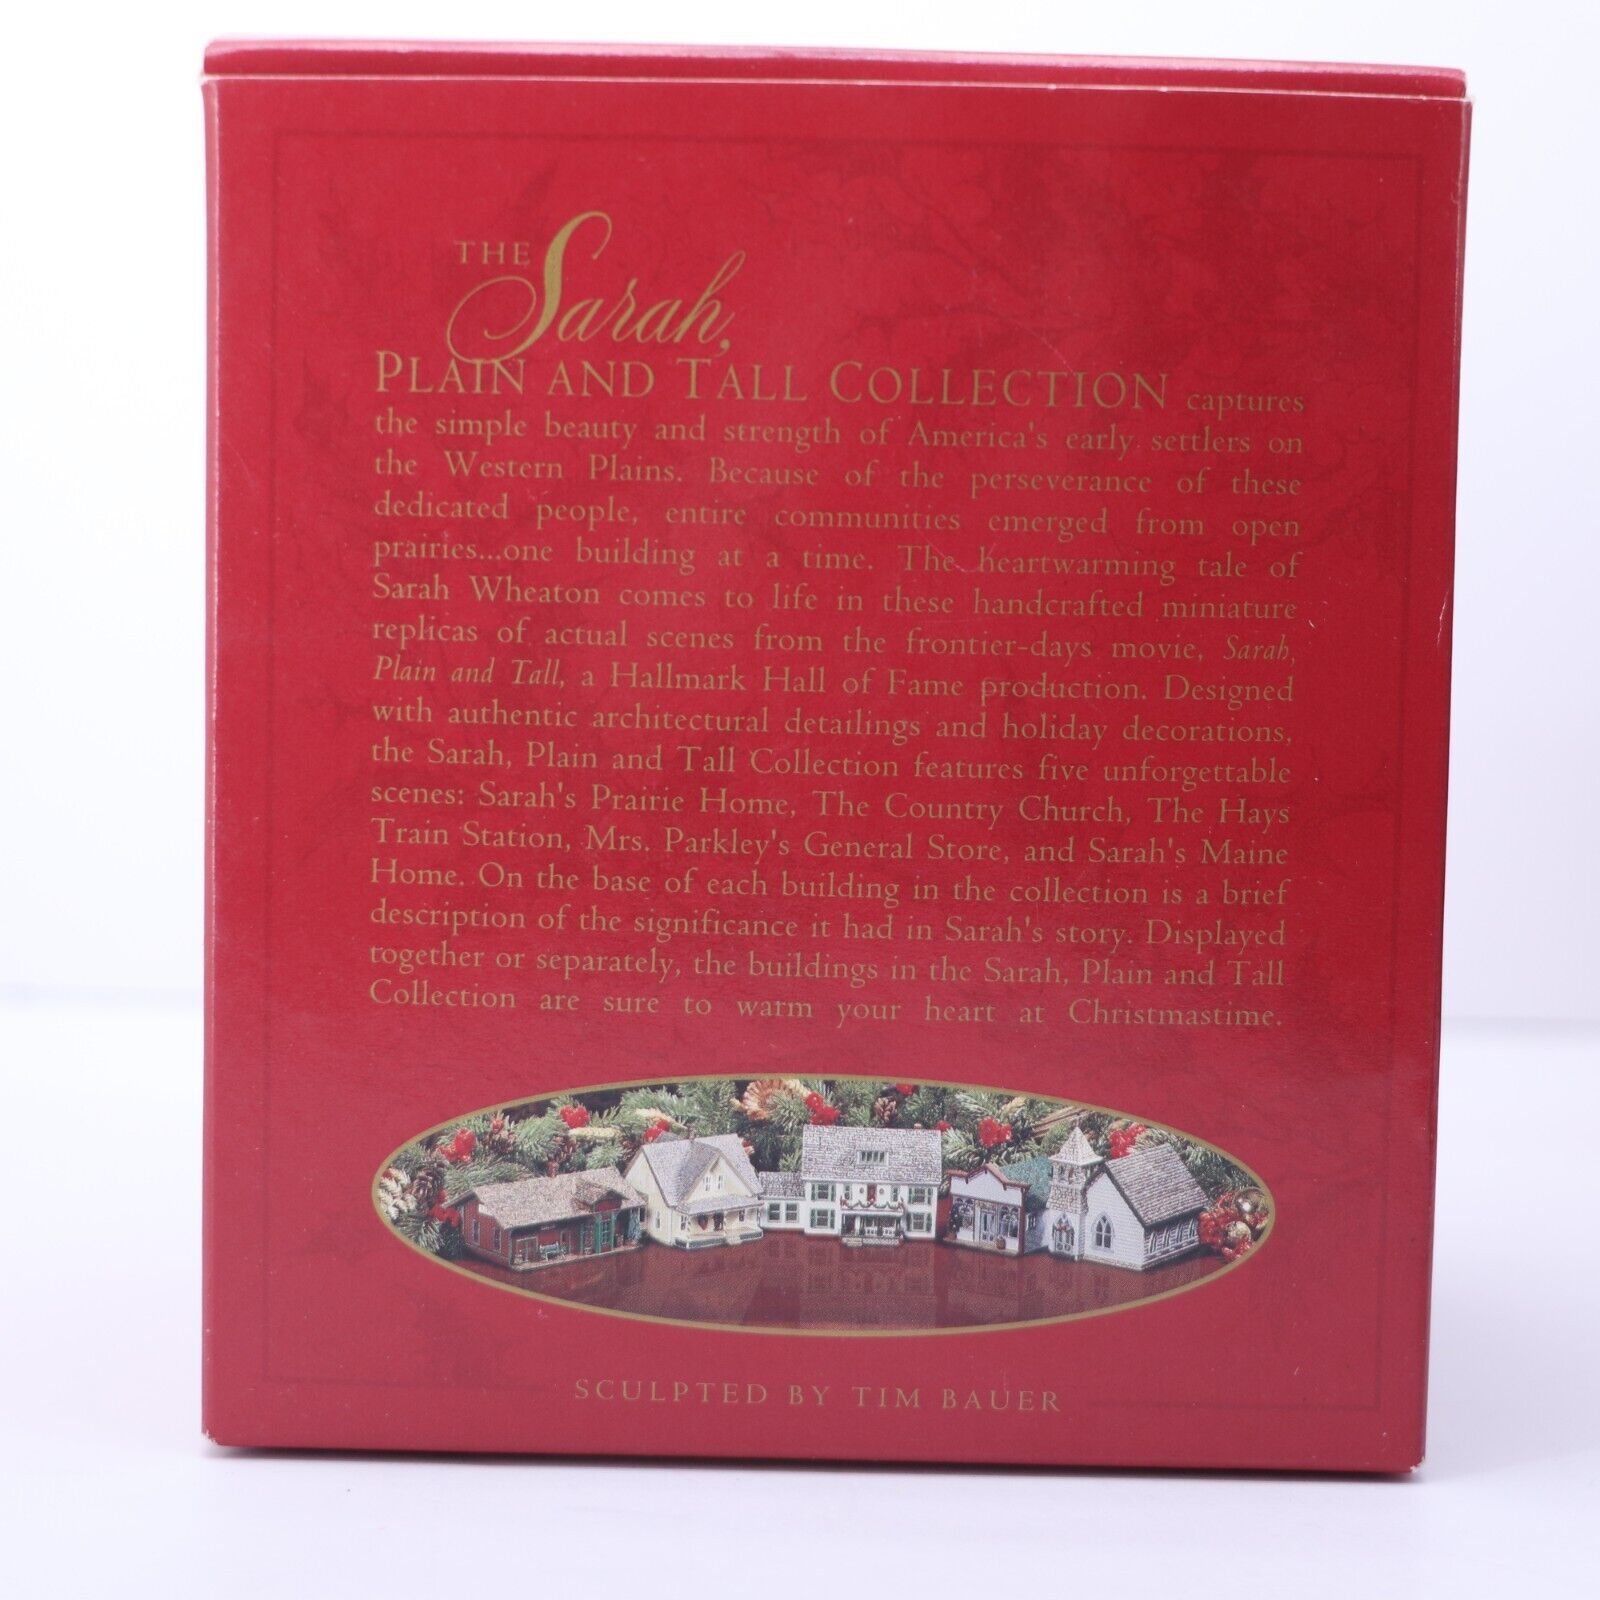 THE Sarah,
PLAIN AND TALL COLLECTION captures
the simple beauty and strength of America's early settlers on
the Western Plains. Because of the perseverance of these
dedicated people, entire communities emerged from open
prairies...one building at a time. The heartwarming tale of
Sarah Wheaton comes to life in these handcrafted miniature
replicas of actual scenes from the frontier-days movie, Sarah,
Plain and Tall, a Hallmark Hall of Fame production. Designed
with authentic architectural detailings and holiday decorations,
the Sarah, Plain and Tall Collection features five unforgettable
scenes: Sarah's Prairie Home, The Country Church, The Hays
Train Station, Mrs. Parkley's General Store, and Sarah's Maine
Home. On the base of each building in the collection is a brief
description of the significance it had in Sarah's story. Displayed
together or separately, the buildings in the Sarah, Plain and Tall
Collection are sure to warm your heart at Christmastime.
SCULPTED BY TIM BAUER